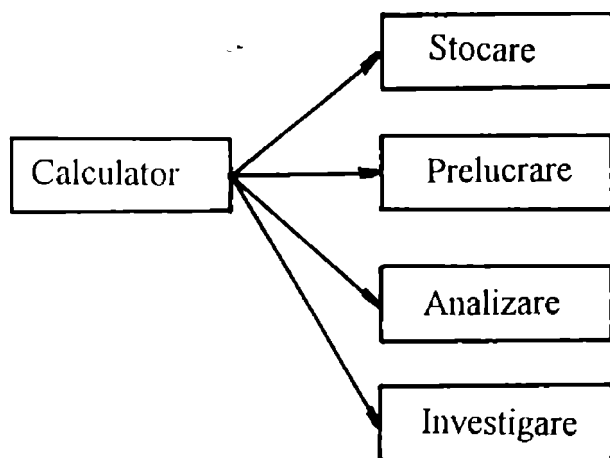 Stocare
Calculator
Prelucrare
Analizare
Investigare